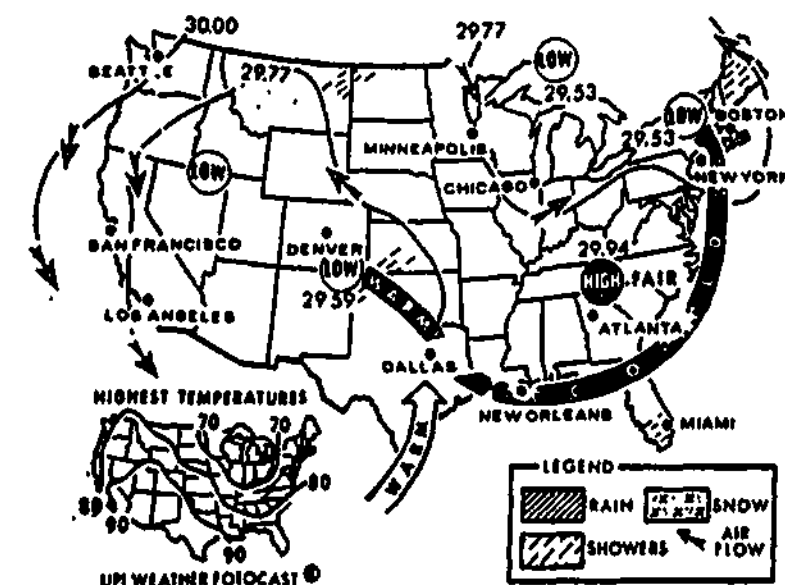 30.00
2977
LOW
29.77
29.53
LOW
BOSTON
MINNEAPOLIS
29.53
NEW YORK
LOW
CHICAGO
SAN FRANCISCO
DENVER
29.94
LOW
HIGH FAIR
29.59
WARM
LOS ANGELES
ATLANTA
DALLAS
NEW ORLEANS
MIAMI
WARM
HIGHEST TEMPERATURES
70
70
80
80
90
90
LEGEND
RAIN
SNOW
SHOWERS
AIR
FLOW
UPI WEATHER FOTOCAST ©